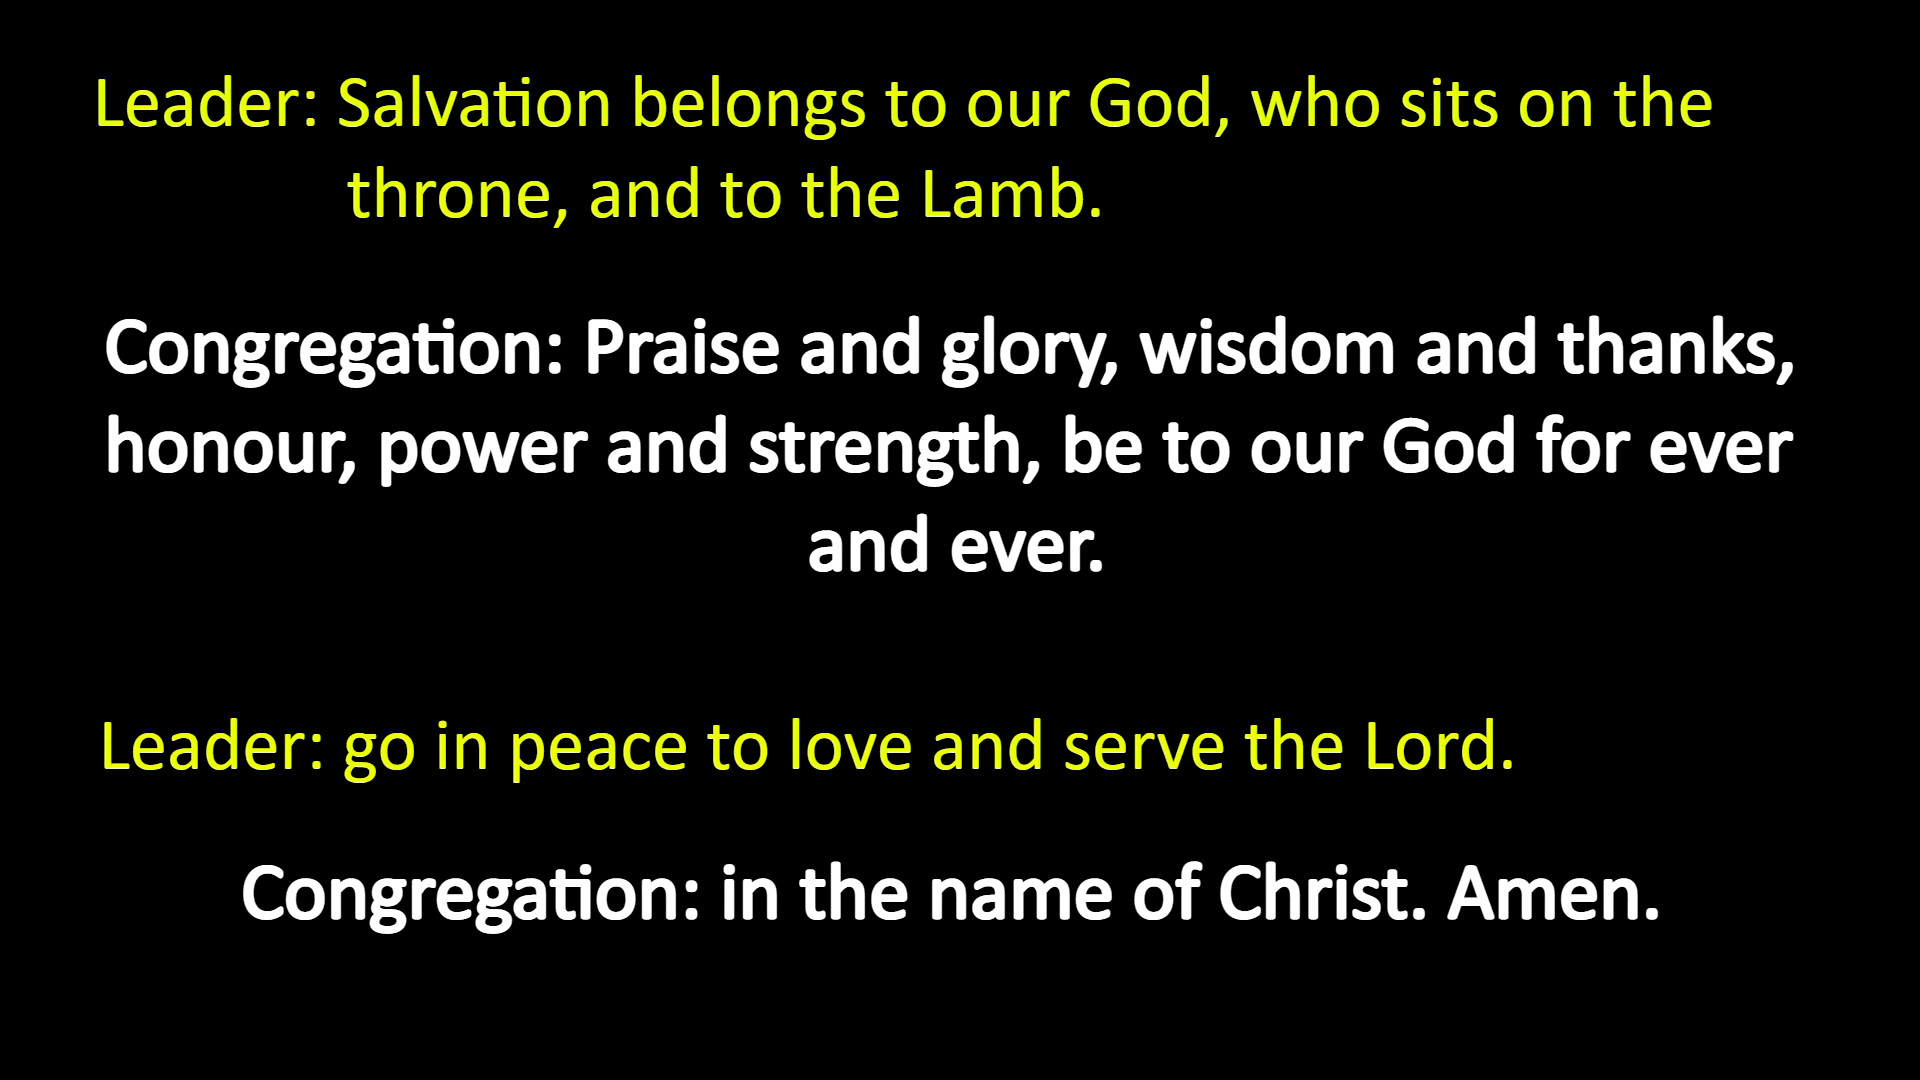 Leader: Salvation belongs to our God, who sits on the
throne, and to the Lamb.
Congregation: Praise and glory, wisdom and thanks,
honour, power and strength, be to our God for ever
and ever.
Leader: go in peace to love and serve the Lord.
Congregation: in the name of Christ. Amen.